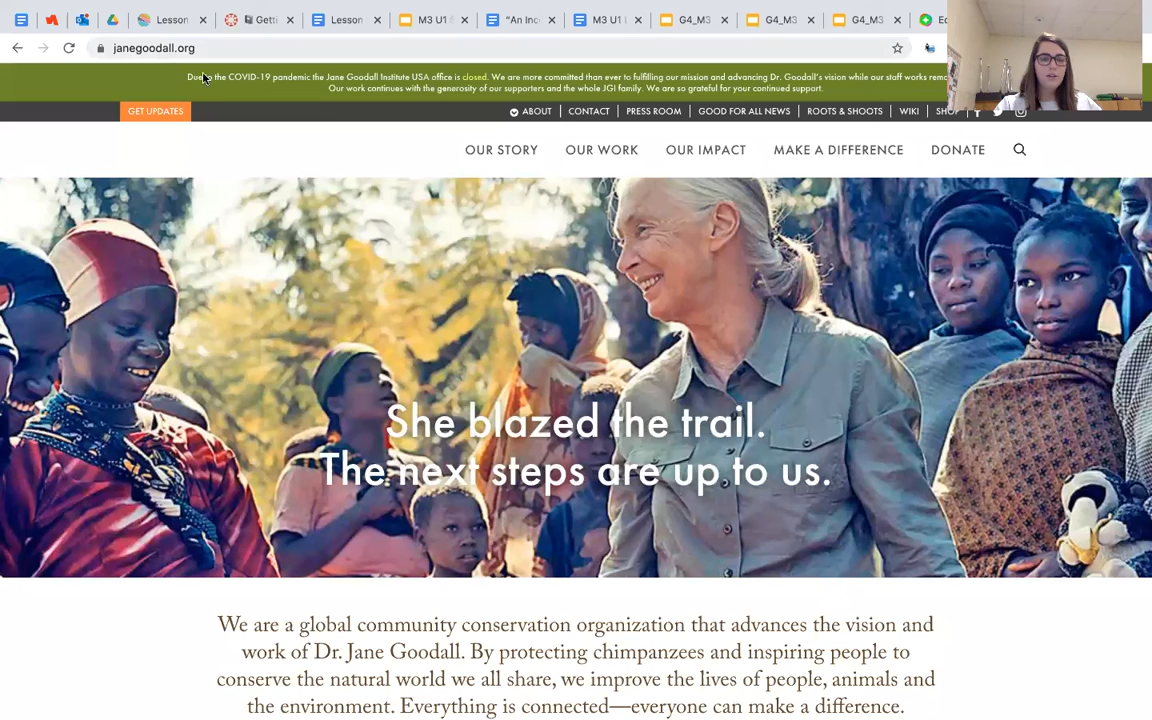 Lesson
Getti
Lesson
M3 U1
"An Inc
M3 U1
G4_M3
G4_M3
G4_M3
janegoodall.org
Due to the COVID-19 pandemic the Jane Goodall Institute USA office is closed. We are more committed than ever to fulfilling our mission and advancing Dr. Goodall's vision while our staff works
Our work continues with the generosity of our supporters and the whole JGI family. We are so grateful for your continued support.
GET UPDATES
ABOUT
CONTACT
PRESS ROOM
GOOD FOR ALL NEWS
ROOTS & SHOOTS
WIKI
SHOP
OUR STORY
OUR WORK
OUR IMPACT
MAKE A DIFFERENCE
DONATE
She blazed the trail.
The next steps are up to us.
We are a global community conservation organization that advances the vision and
work of Dr. Jane Goodall. By protecting chimpanzees and inspiring people to
conserve the natural world we all share, we improve the lives of people, animals and
the environment. Everything is connected—everyone can make a difference.